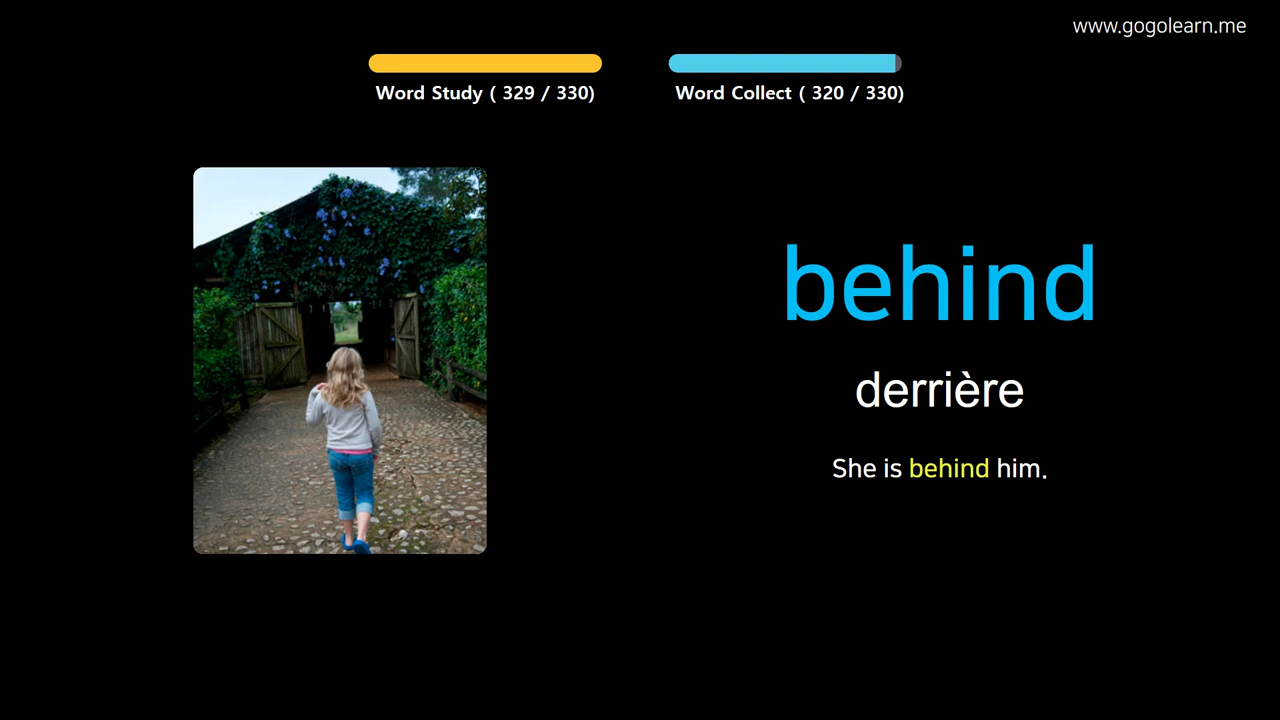 www.gogolearn.me
Word Study ( 329 / 330)
Word Collect ( 320 / 330)
behind
derrière
She is behind him.